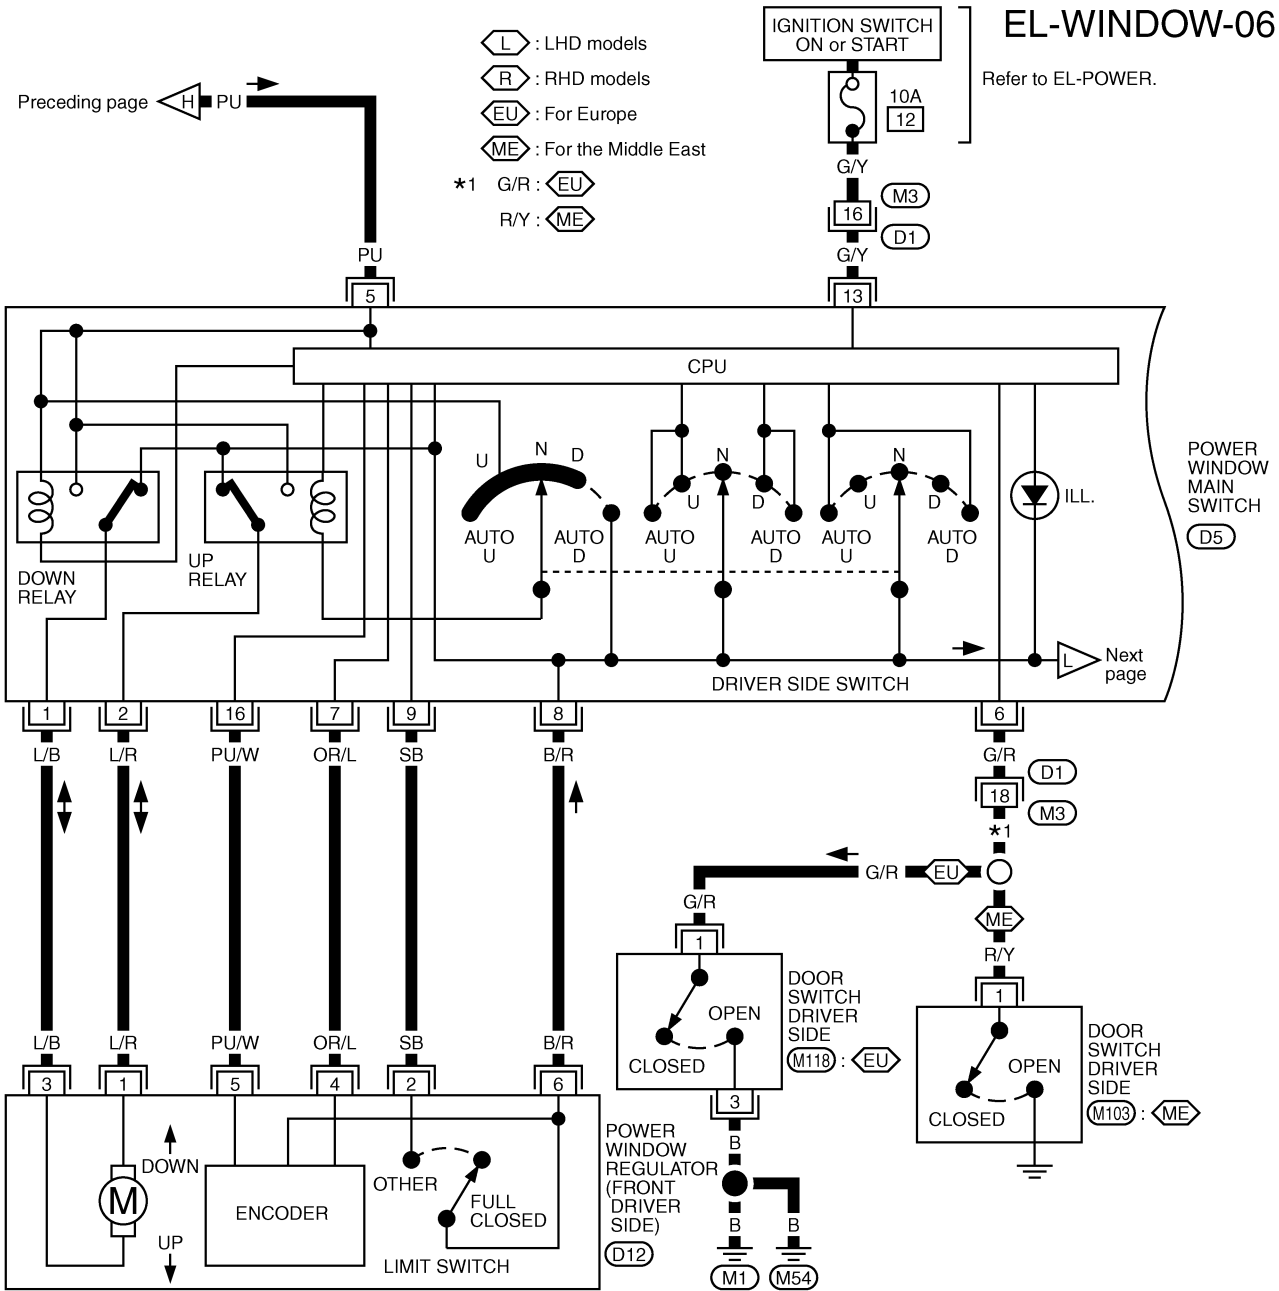 EL-WINDOW-06
IGNITION SWITCH
ON or START
Refer to EL-POWER.
L : LHD models
R : RHD models
EU : For Europe
ME : For the Middle East
*1 G/R : EU
R/Y : ME
Preceding page H PU
10A
12
G/Y
M3
16
D1
PU
G/Y
5
13
CPU
POWER
WINDOW
MAIN
SWITCH
D5
U N D
N
U D
N
U D
AUTO
U
AUTO
D
AUTO
U
AUTO
D
AUTO
U
AUTO
D
ILL.
DOWN
RELAY
UP
RELAY
DRIVER SIDE SWITCH
L
Next
page
1 2 16 7 9 8 6
L/B L/R PU/W OR/L SB B/R G/R
D1
18
M3
*1
G/R EU
ME
G/R
R/Y
1
1
DOOR
SWITCH
DRIVER
SIDE
M118 : EU
OPEN
CLOSED
3
DOOR
SWITCH
DRIVER
SIDE
M103 : ME
OPEN
CLOSED
L/B L/R PU/W OR/L SB B/R
3 1 5 4 2 6
DOWN
M
UP
ENCODER
OTHER
FULL
CLOSED
LIMIT SWITCH
POWER
WINDOW
REGULATOR
(FRONT
DRIVER
SIDE)
D12
B
B
B
M1
M54